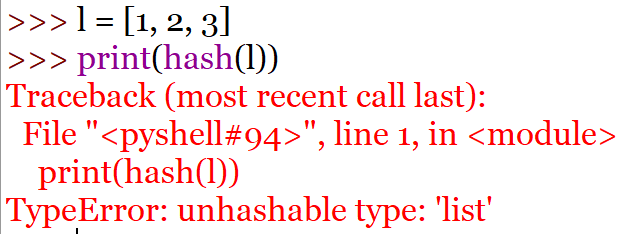 >>> l = [1, 2, 3]
>>> print(hash(l))
Traceback (most recent call last):
  File "<pyshell#94>", line 1, in <module>
    print(hash(l))
TypeError: unhashable type: 'list'